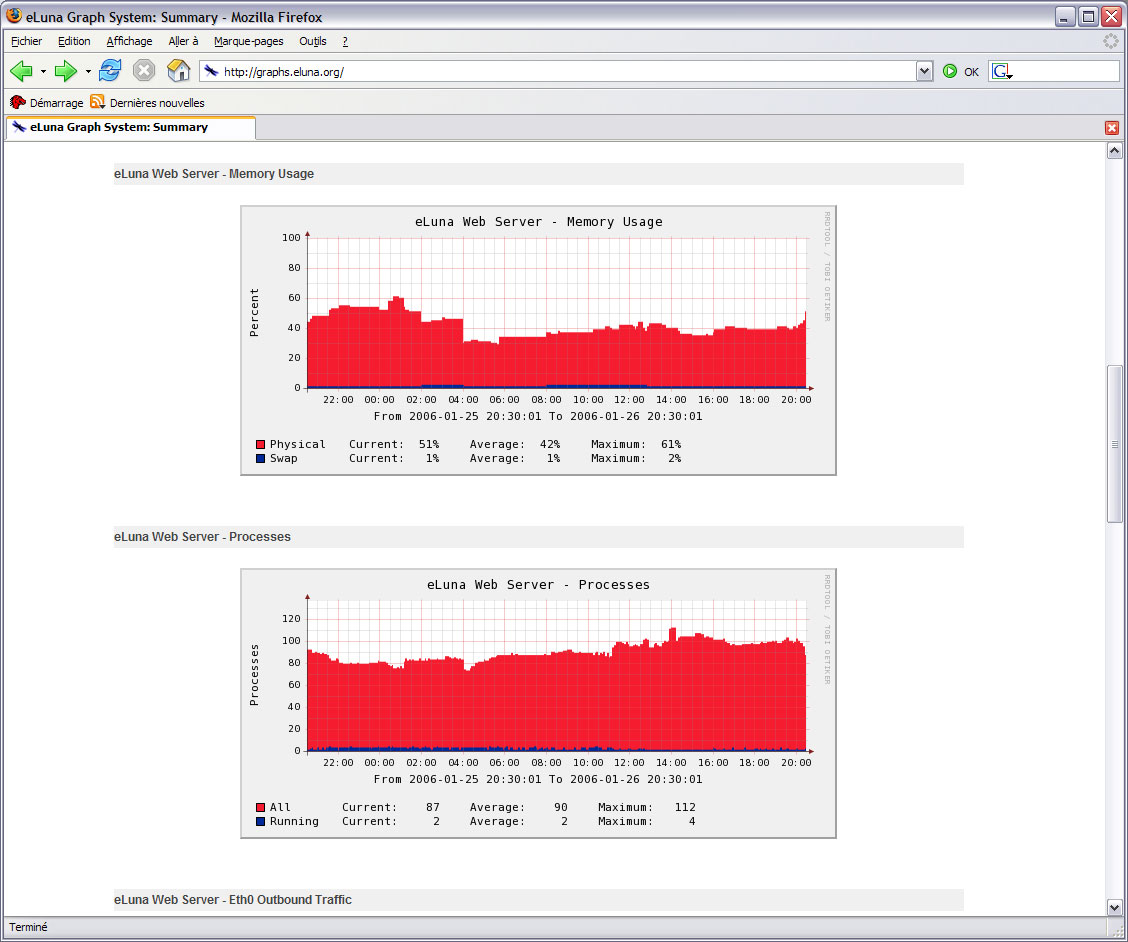 eLuna Graph System: Summary - Mozilla Firefox
Fichier Edition Affichage Aller à Marque-pages Outils ?
http://graphs.eluna.org/ OK G
Démarrage Dernières nouvelles
eLuna Graph System: Summary
eLuna Web Server - Memory Usage
eLuna Web Server - Memory Usage
RRDTOOL / TOBI OETIKER
Percent
100
80
60
40
20
0
22:00 00:00 02:00 04:00 06:00 08:00 10:00 12:00 14:00 16:00 18:00 20:00
From 2006-01-25 20:30:01 To 2006-01-26 20:30:01
Physical Current: 51% Average: 42% Maximum: 61%
Swap Current: 1% Average: 1% Maximum: 2%
eLuna Web Server - Processes
eLuna Web Server - Processes
RRDTOOL / TOBI OETIKER
Processes
120
100
80
60
40
20
0
22:00 00:00 02:00 04:00 06:00 08:00 10:00 12:00 14:00 16:00 18:00 20:00
From 2006-01-25 20:30:01 To 2006-01-26 20:30:01
All Current: 87 Average: 90 Maximum: 112
Running Current: 2 Average: 2 Maximum: 4
eLuna Web Server - Eth0 Outbound Traffic
Terminé